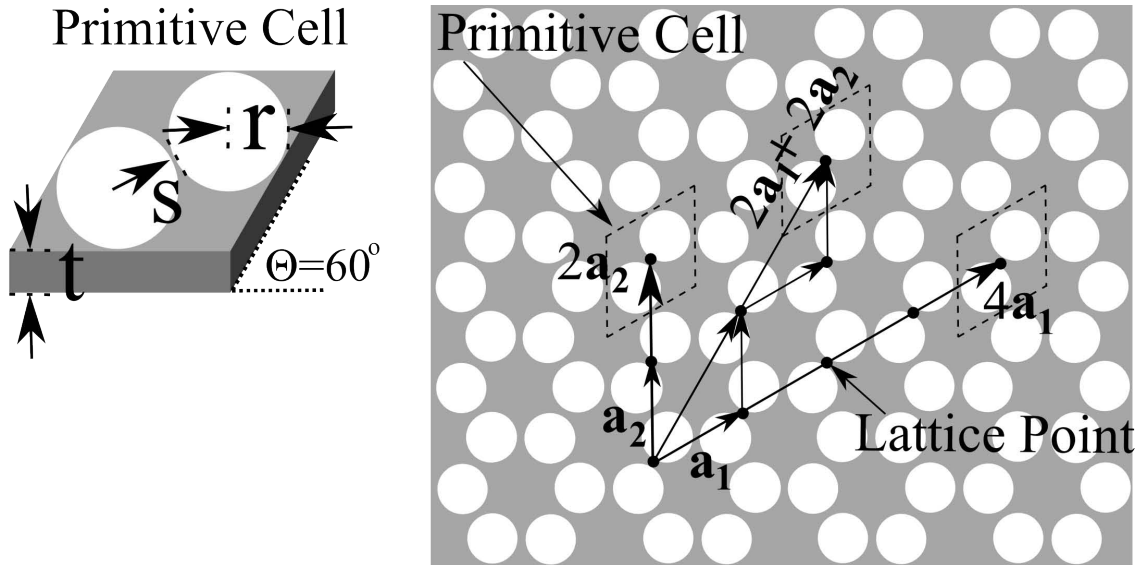 Primitive Cell
r
s
t
Θ=60°
Primitive Cell
2a₁+ 2a₂
2a₂
4a₁
a₂
a₁
Lattice Point